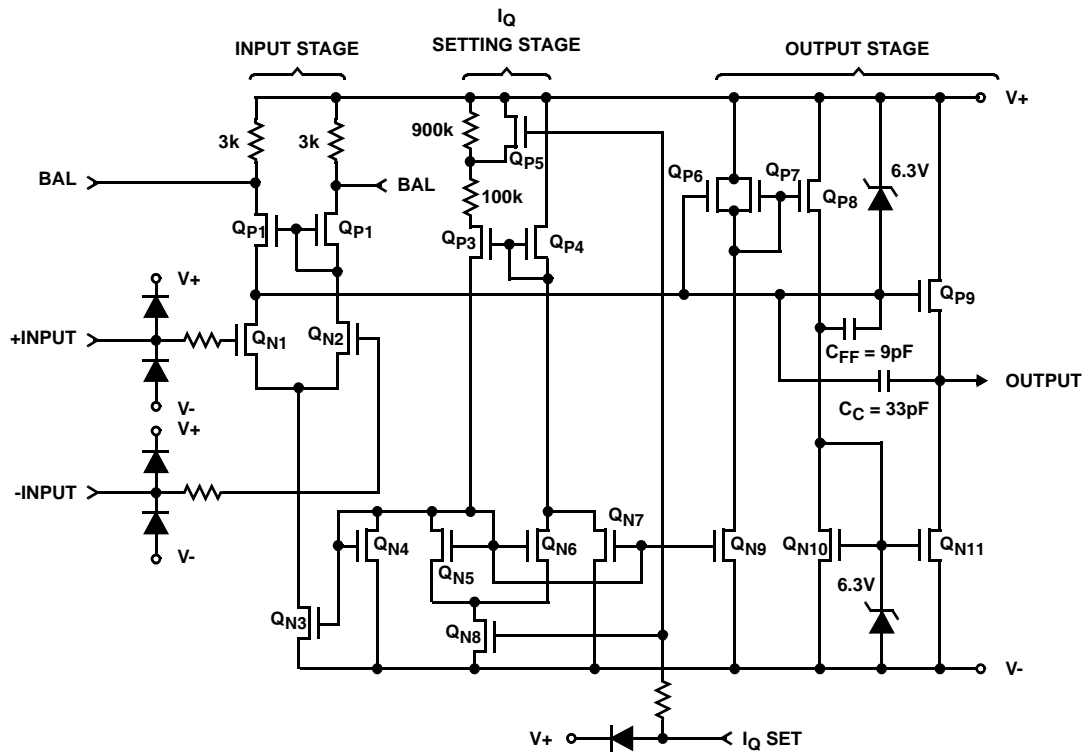 IQ
INPUT STAGE
SETTING STAGE
OUTPUT STAGE
V+
3k
3k
900k
QP5
BAL
BAL
100k
QP6
QP7
QP8
6.3V
QP1
QP1
QP3
QP4
V+
QP9
+INPUT
QN1
QN2
CFF = 9pF
OUTPUT
V-
CC = 33pF
V+
-INPUT
QN7
QN4
QN5
QN6
QN9
QN10
QN11
V-
6.3V
QN3
QN8
V-
V+
IQ SET